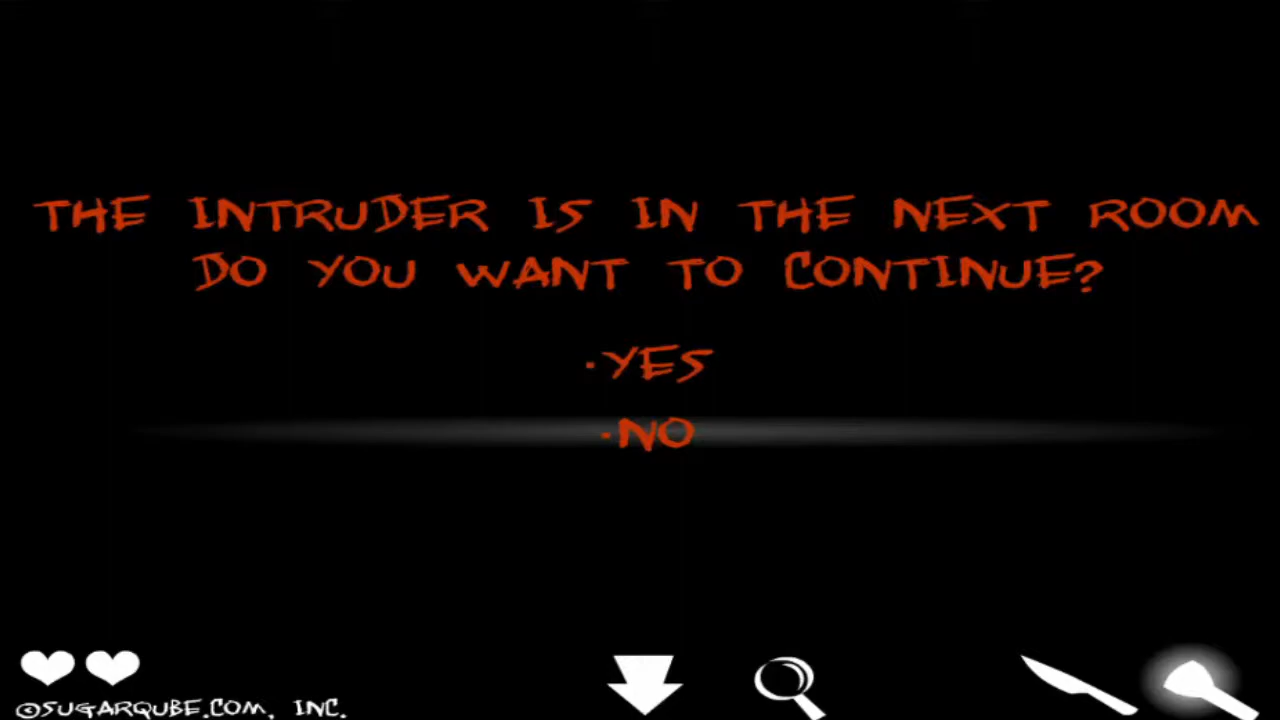 THE INTRUDER IS IN THE NEXT ROOM
DO YOU WANT TO CONTINUE?
·YES
·NO
©SUGARQUBE.COM, INC.